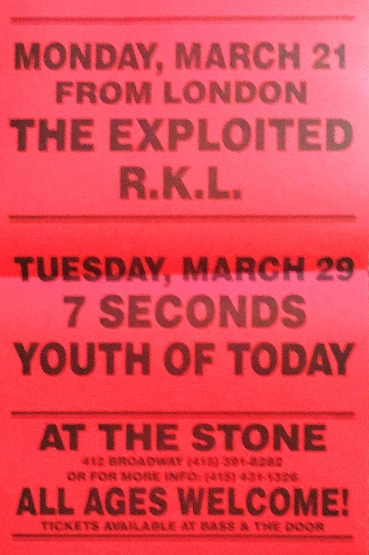 MONDAY, MARCH 21
FROM LONDON
THE EXPLOITED
R.K.L.
TUESDAY, MARCH 29
7 SECONDS
YOUTH OF TODAY
AT THE STONE
412 BROADWAY (415) 391-8282
OR FOR MORE INFO: (415) 431-1326
ALL AGES WELCOME!
TICKETS AVAILABLE AT BASS & THE DOOR